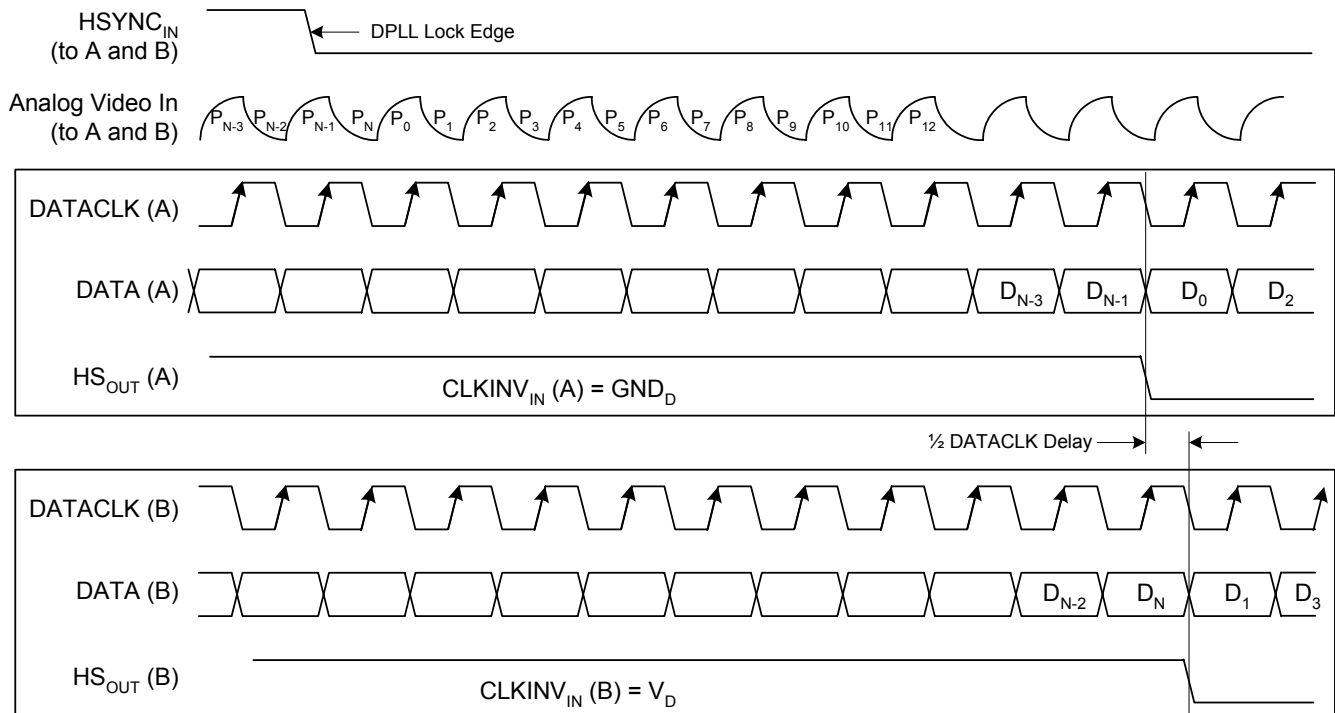 HSYNC_IN
(to A and B)
DPLL Lock Edge
Analog Video In
(to A and B)
P_N-3 P_N-2 P_N-1 P_N P_0 P_1 P_2 P_3 P_4 P_5 P_6 P_7 P_8 P_9 P_10 P_11 P_12
DATACLK (A)
DATA (A)
D_N-3 D_N-1 D_0 D_2
HS_OUT (A)
CLKINV_IN (A) = GND_D
½ DATACLK Delay
DATACLK (B)
DATA (B)
D_N-2 D_N D_1 D_3
HS_OUT (B)
CLKINV_IN (B) = V_D